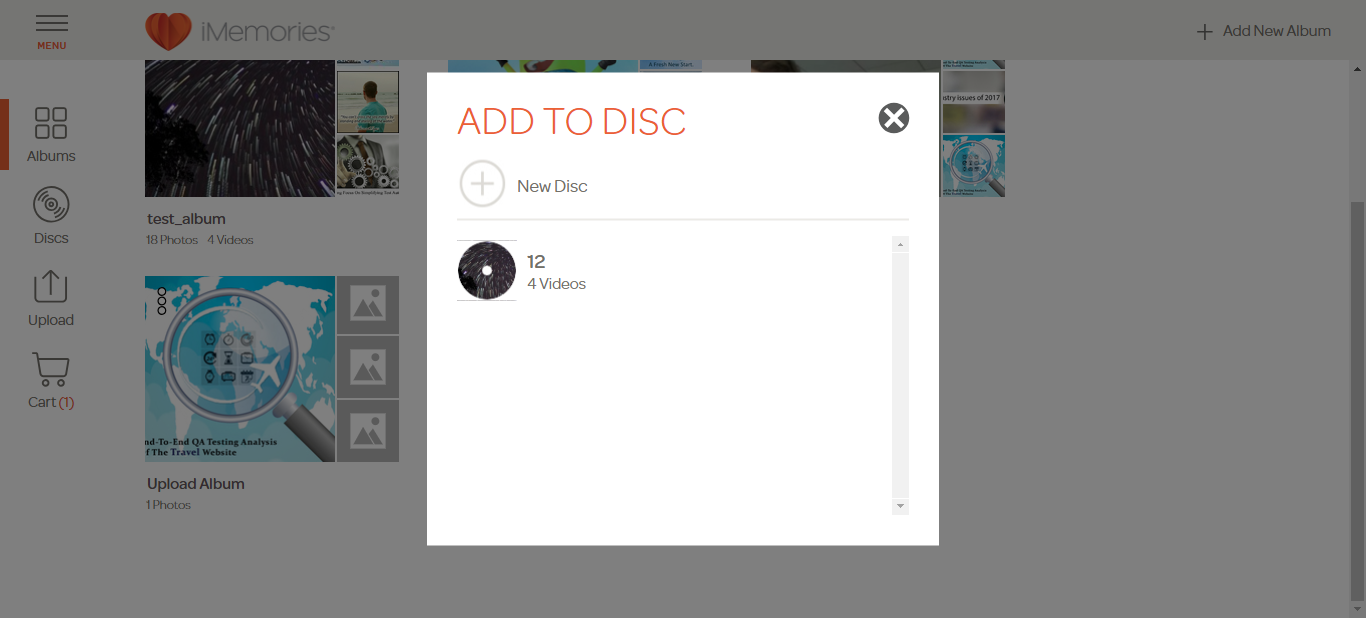 MENU
iMemories
Add New Album
Albums
Discs
Upload
Cart (1)
A Fresh New Start.
stry issues of 2017
test_album
18 Photos 4 Videos
nd-To-End QA Testing Analysis
f The Travel Website
Upload Album
1 Photos
ADD TO DISC
New Disc
12
4 Videos